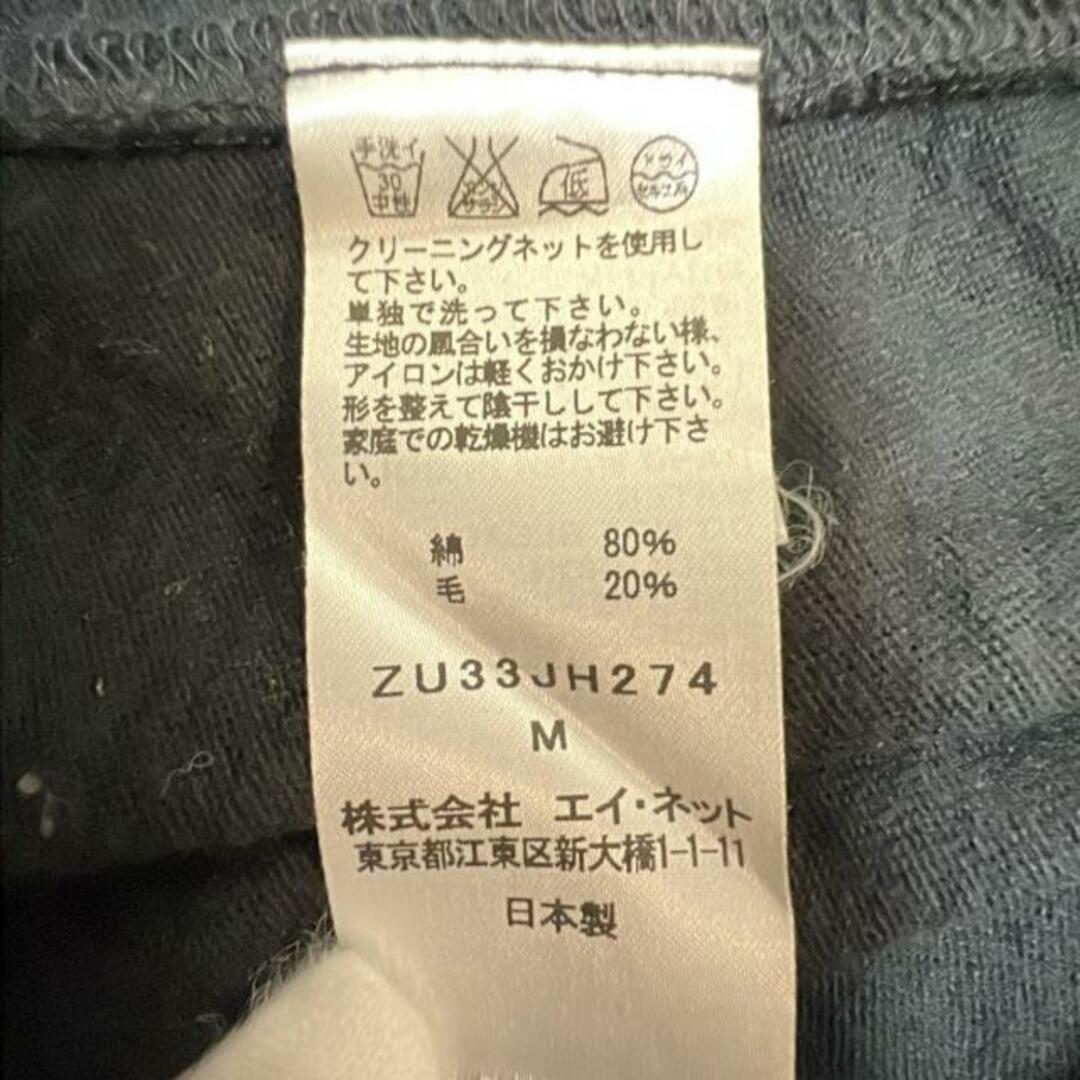 手洗イ
30
中性
エンソ
サラシ
低
ドライ
セキユ系
クリーニングネットを使用し
て下さい。
単独で洗って下さい。
生地の風合いを損なわない様、
アイロンは軽くおかけ下さい。
形を整えて陰干しして下さい。
家庭での乾燥機はお避け下さ
い。
綿 80%
毛 20%
ZU33JH274
M
株式会社 エイ・ネット
東京都江東区新大橋1-1-11
日本製